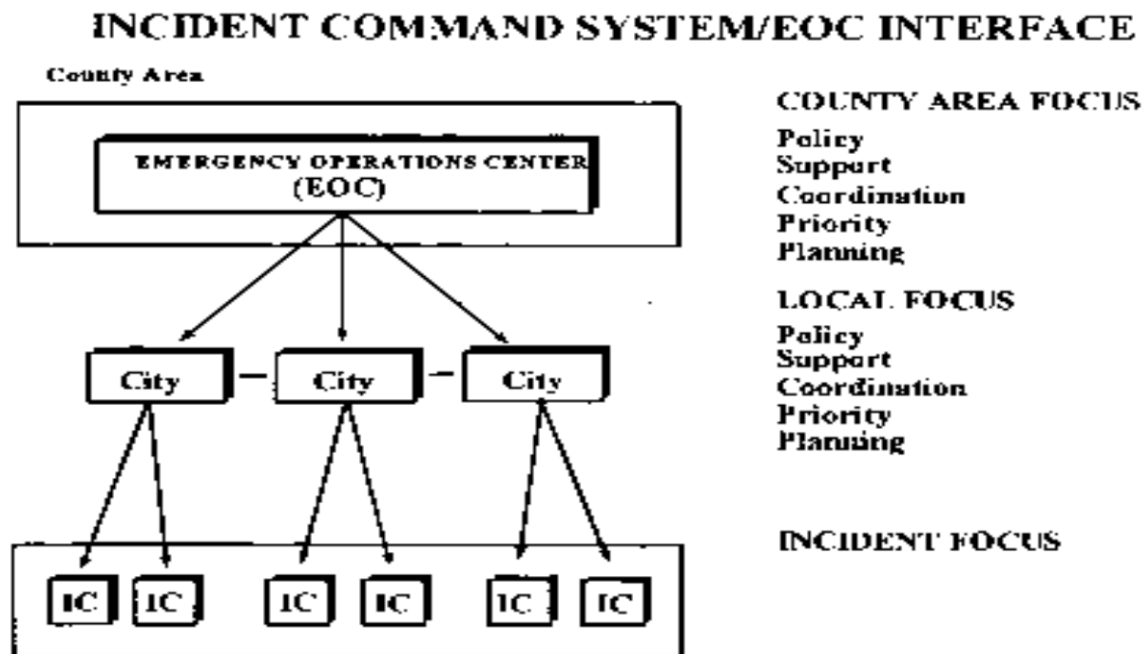 INCIDENT COMMAND SYSTEM/EOC INTERFACE
County Area
EMERGENCY OPERATIONS CENTER
(EOC)
City
City
City
IC
IC
IC
IC
IC
IC
COUNTY AREA FOCUS
Policy
Support
Coordination
Priority
Planning
LOCAL FOCUS
Policy
Support
Coordination
Priority
Planning
INCIDENT FOCUS